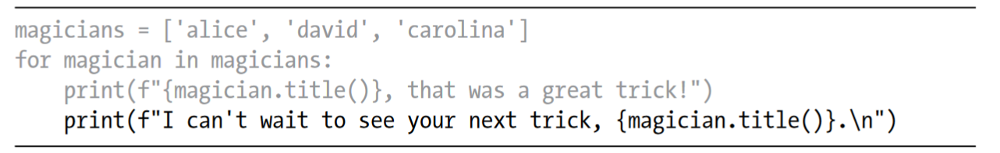 magicians = ['alice', 'david', 'carolina']
for magician in magicians:
    print(f"{magician.title()}, that was a great trick!")
    print(f"I can't wait to see your next trick, {magician.title()}.\n")